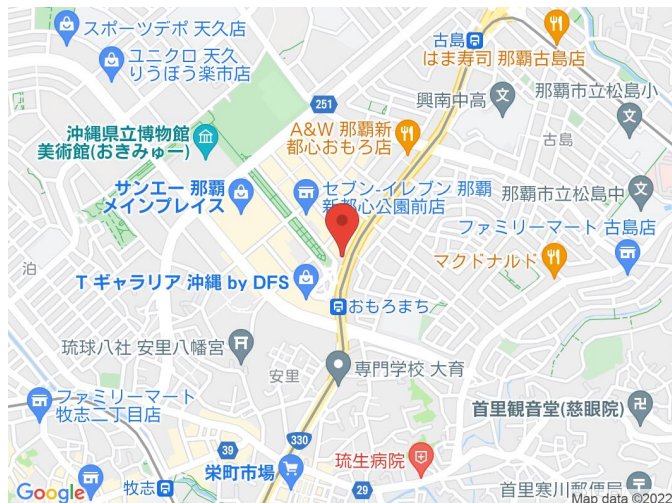 スポーツデポ 天久店
古島
ユニクロ 天久
りうぼう楽市店
はま寿司 那覇古島店
那覇市立松島小
興南中高
251
沖縄県立博物館
美術館(おきみゅー)
A&W 那覇新
都心おもろ店
古島
サンエー 那覇
メインプレイス
セブン-イレブン 那覇
新都心公園前店
那覇市立松島中
ファミリーマート 古島店
泊
マクドナルド
T ギャラリア 沖縄 by DFS
おもろまち
琉球八社 安里八幡宮
安里
専門学校 大育
ファミリーマート
牧志二丁目店
首里観音堂(慈眼院)
39
330
琉生病院
栄町市場
牧志
39
29
首里寒川郵便局
Google
Map data ©2022